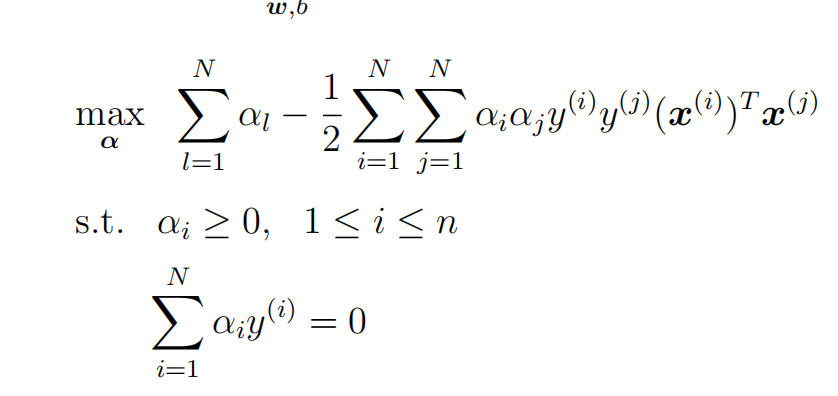 w,b
max_α ∑_{l=1}^{N} α_l − 1/2 ∑_{i=1}^{N} ∑_{j=1}^{N} α_i α_j y^{(i)} y^{(j)} (x^{(i)})^T x^{(j)}
s.t. α_i ≥ 0, 1 ≤ i ≤ n
∑_{i=1}^{N} α_i y^{(i)} = 0